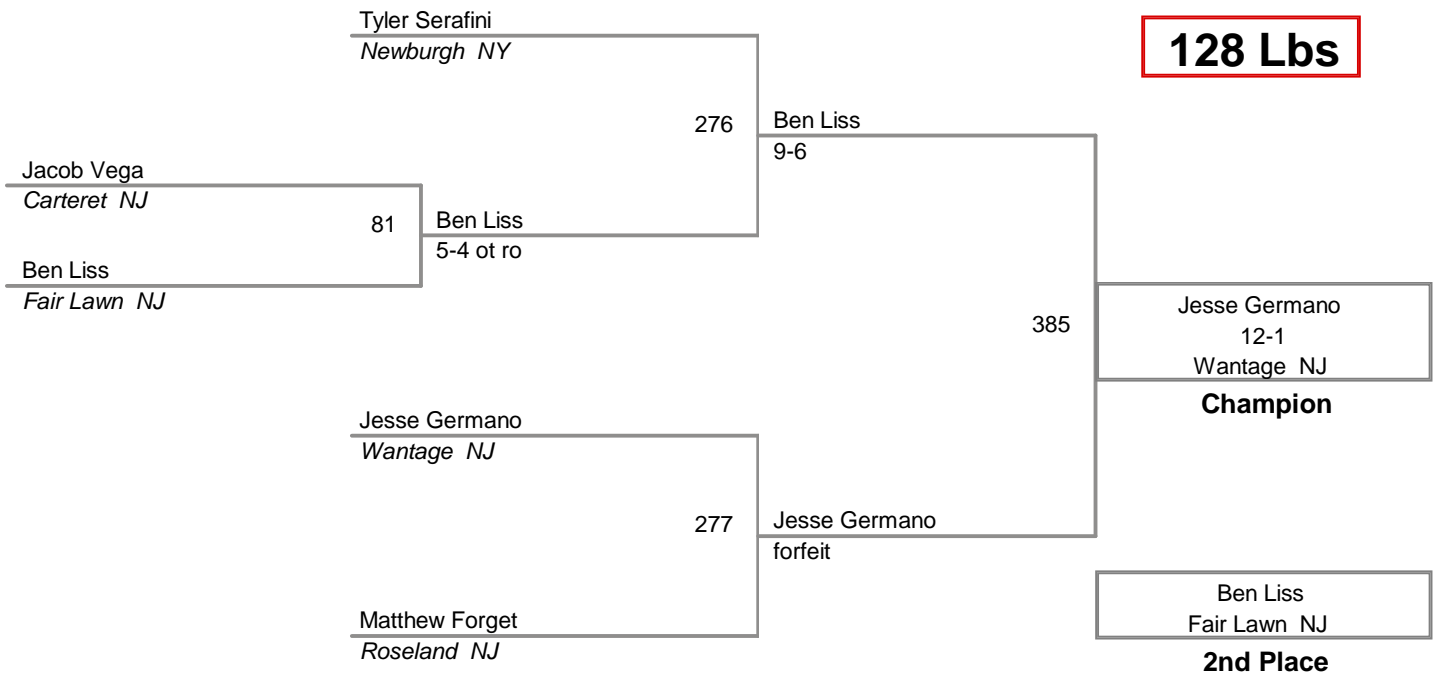 Tyler Serafini
Newburgh NY
128 Lbs
276
Ben Liss
9-6
Jacob Vega
Carteret NJ
81
Ben Liss
5-4 ot ro
Ben Liss
Fair Lawn NJ
385
Jesse Germano
12-1
Wantage NJ
Champion
Jesse Germano
Wantage NJ
277
Jesse Germano
forfeit
Matthew Forget
Roseland NJ
Ben Liss
Fair Lawn NJ
2nd Place